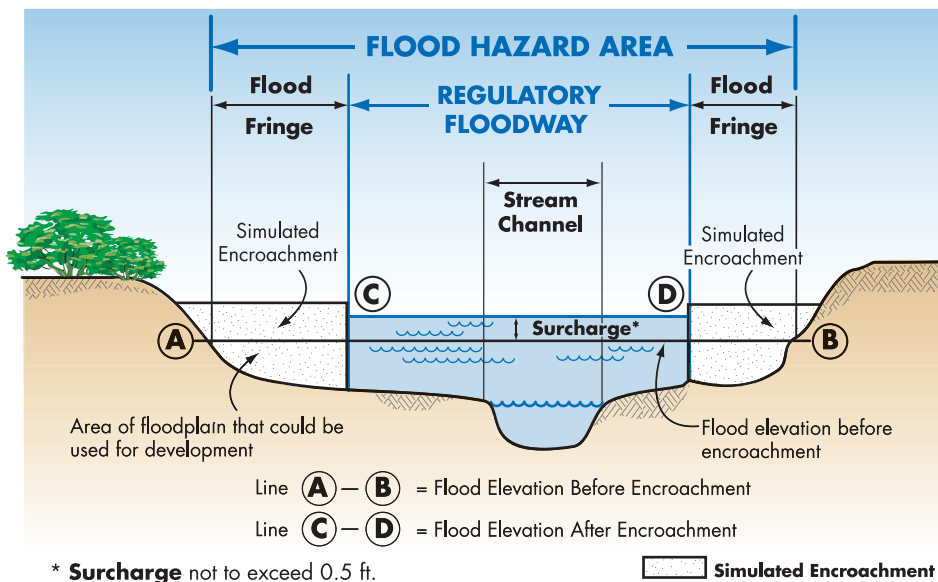 FLOOD HAZARD AREA
Flood
Fringe
REGULATORY
FLOODWAY
Flood
Fringe
Stream
Channel
Simulated
Encroachment
Simulated
Encroachment
C
D
Surcharge*
A
B
Area of floodplain that could be
used for development
Flood elevation before
encroachment
Line A — B = Flood Elevation Before Encroachment
Line C — D = Flood Elevation After Encroachment
* Surcharge not to exceed 0.5 ft.
Simulated Encroachment